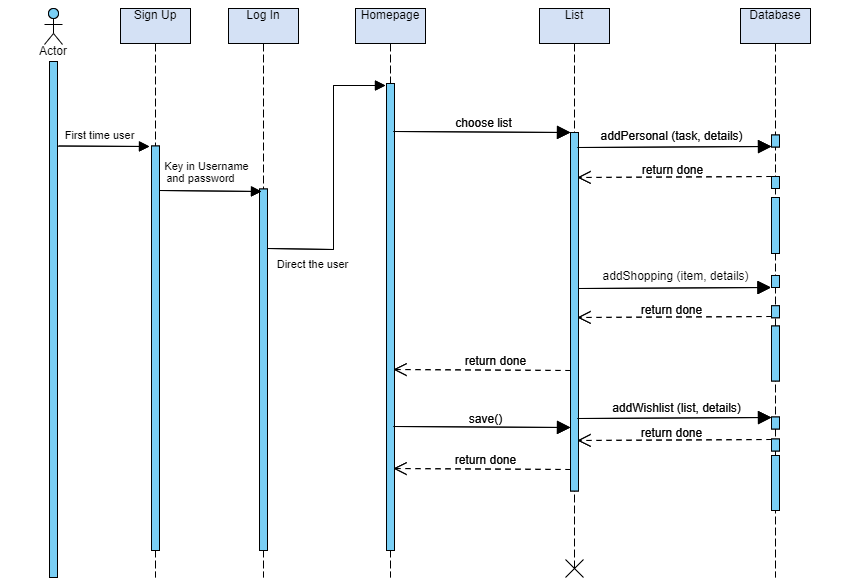 Sign Up
Log In
Homepage
List
Database
Actor
First time user
choose list
addPersonal (task, details)
Key in Username
and password
return done
Direct the user
addShopping (item, details)
return done
return done
addWishlist (list, details)
save()
return done
return done